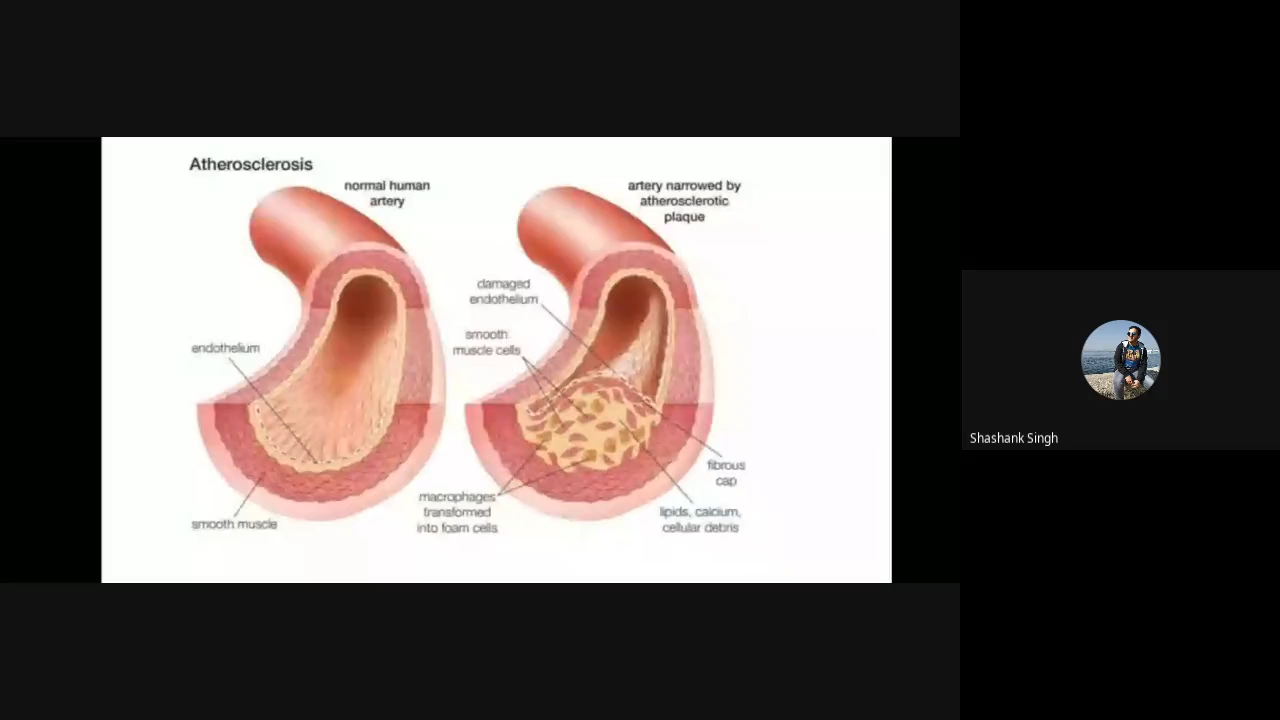 Atherosclerosis
normal human
artery
artery narrowed by
atherosclerotic
plaque
damaged
endothelium
smooth
muscle cells
endothelium
fibrous
cap
macrophages
transformed
into foam cells
lipids, calcium,
cellular debris
smooth muscle
Shashank Singh